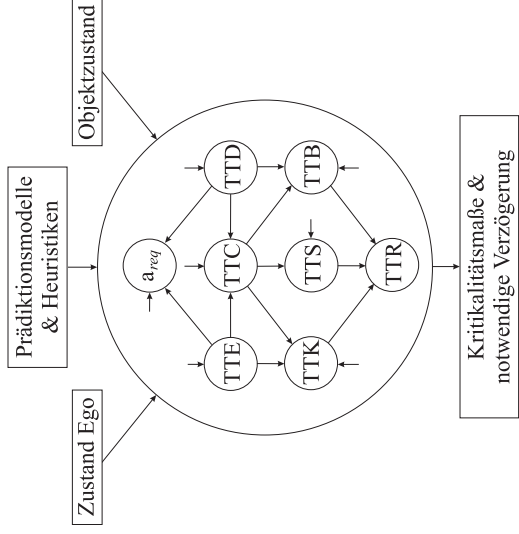 Zustand Ego
Prädiktionsmodelle
& Heuristiken
Objektzustand
a_req
TTE
TTC
TTD
TTK
TTS
TTB
TTR
Kritikalitätsmaße &
notwendige Verzögerung